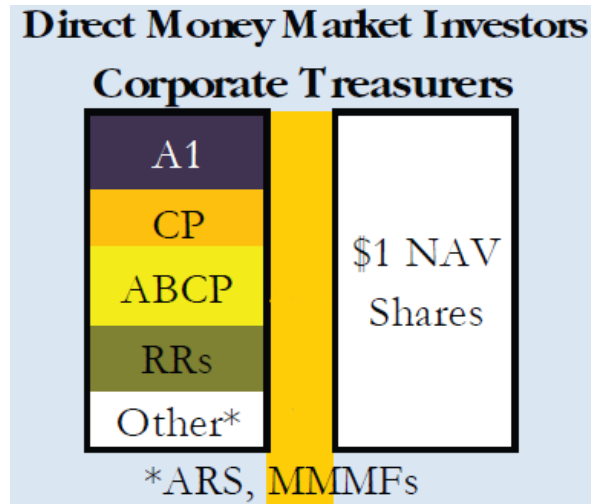 Direct Money Market Investors
Corporate Treasurers
A1
CP
ABCP
RRs
Other*
$1 NAV
Shares
*ARS, MMMFs